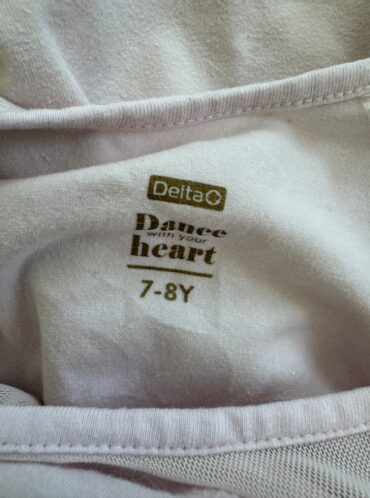 Delta
Dance
with your
heart
7-8Y